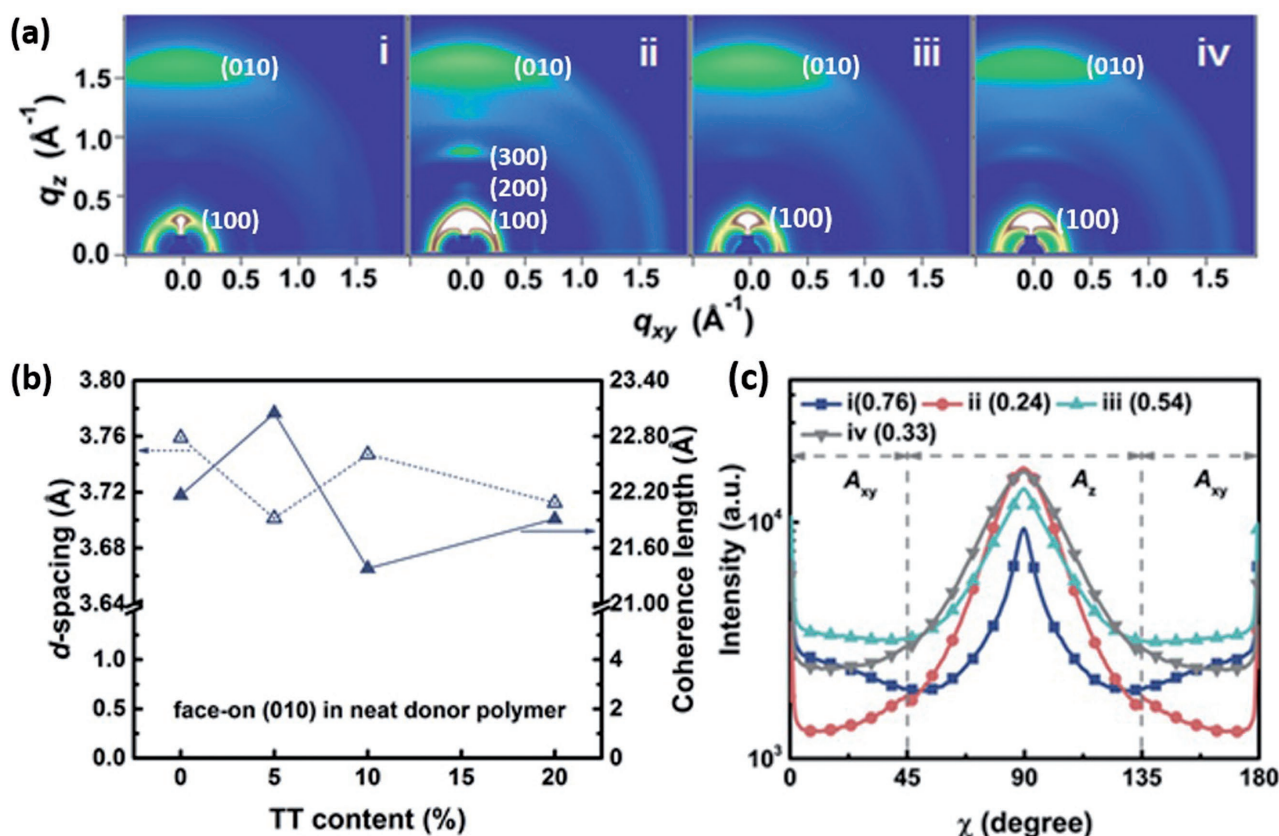 (a)
i
ii
iii
iv
(010)
(010)
(010)
(010)
(300)
(200)
(100)
(100)
(100)
(100)
q_z (Å⁻¹)
1.5
1.0
0.5
0.0
0.0 0.5 1.0 1.5
0.0 0.5 1.0 1.5
0.0 0.5 1.0 1.5
0.0 0.5 1.0 1.5
q_xy (Å⁻¹)
(b)
d-spacing (Å)
3.80
3.76
3.72
3.68
3.64
1.0
0.5
0.0
23.40
22.80
22.20
21.60
21.00
4
2
0
Coherence length (Å)
face-on (010) in neat donor polymer
0 5 10 15 20
TT content (%)
(c)
i(0.76) ii (0.24) iii (0.54)
iv (0.33)
A_xy A_z A_xy
Intensity (a.u.)
10⁴
10³
0 45 90 135 180
χ (degree)